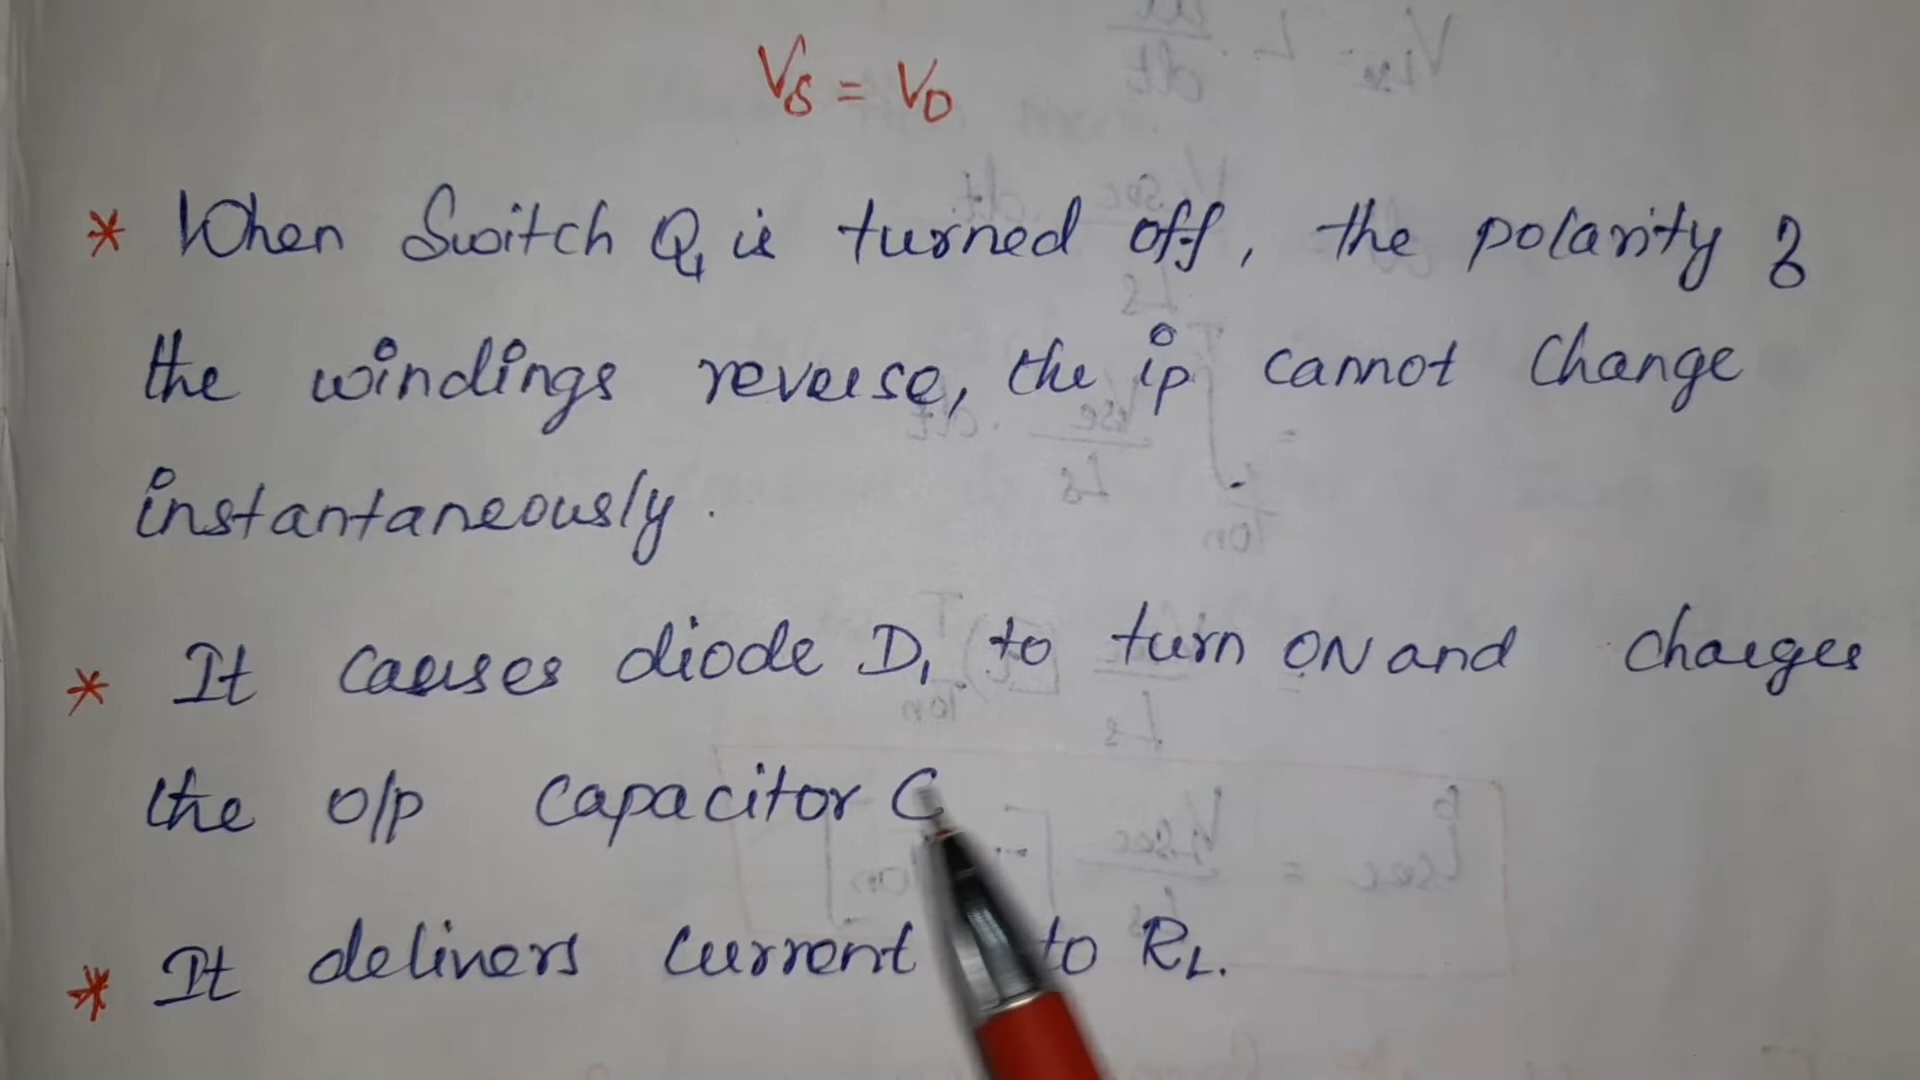 Vs = VO
* When Switch Q1 is turned off, the polarity of
the windings reverse, the ip cannot change
instantaneously.
* It causes diode D1 to turn ON and charges
the o/p capacitor C
* It delivers current to RL.